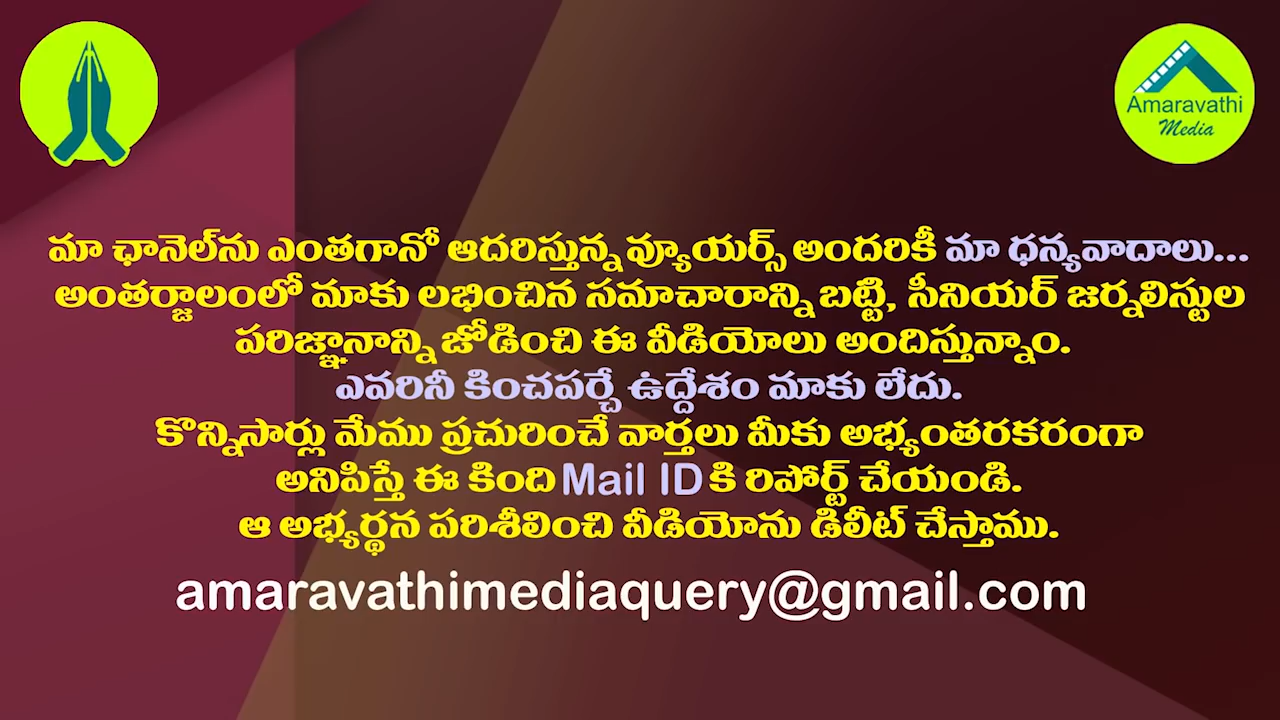 Amaravathi
Media
మా ఛానెల్‌ను ఎంతగానో ఆదరిస్తున్న వ్యూయర్స్ అందరికీ మా ధన్యవాదాలు...
అంతర్జాలంలో మాకు లభించిన సమాచారాన్ని బట్టి, సీనియర్ జర్నలిస్టుల
పరిజ్ఞానాన్ని జోడించి ఈ వీడియోలు అందిస్తున్నాం.
ఎవరినీ కించపర్చే ఉద్దేశం మాకు లేదు.
కొన్నిసార్లు మేము ప్రచురించే వార్తలు మీకు అభ్యంతరకరంగా
అనిపిస్తే ఈ కింది Mail ID కి రిపోర్ట్ చేయండి.
ఆ అభ్యర్థన పరిశీలించి వీడియోను డిలీట్ చేస్తాము.
amaravathimediaquery@gmail.com